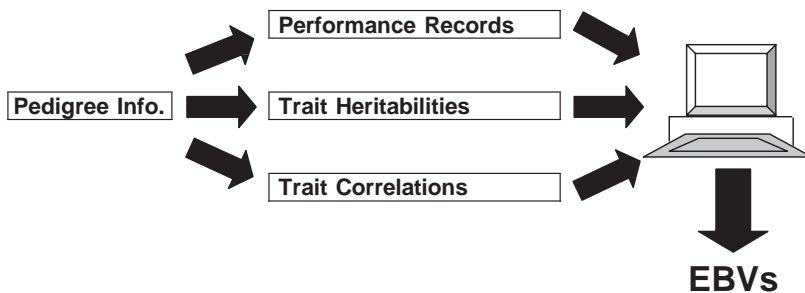 Performance Records
Pedigree Info.
Trait Heritabilities
Trait Correlations
EBVs